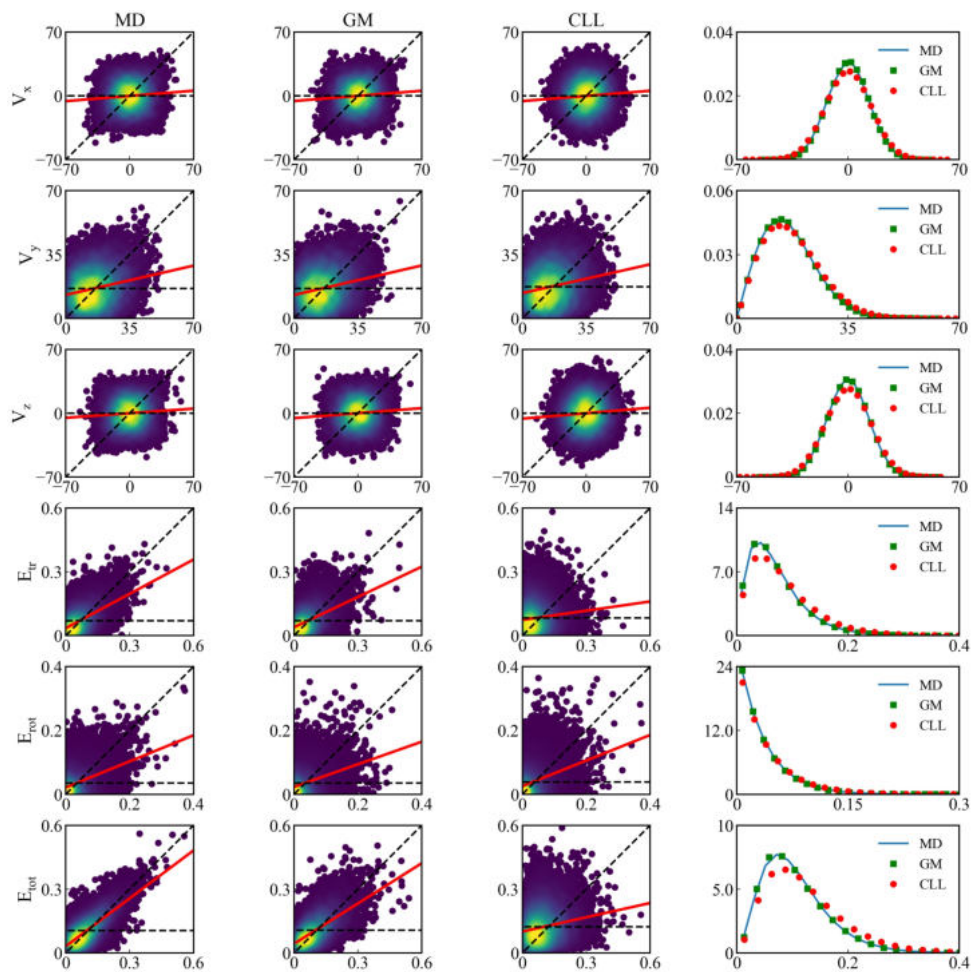 MD GM CLL
V_x
70 0 −70
−70 0 70
70 0 −70
−70 0 70
70 0 −70
−70 0 70
0.04 0.02 0
−70 0 70
MD
GM
CLL
V_y
70 35 0
0 35 70
70 35 0
0 35 70
70 35 0
0 35 70
0.06 0.03 0
0 35 70
MD
GM
CLL
V_z
70 0 −70
−70 0 70
70 0 −70
−70 0 70
70 0 −70
−70 0 70
0.04 0.02 0
−70 0 70
MD
GM
CLL
E_tr
0.6 0.3 0
0 0.3 0.6
0.6 0.3 0
0 0.3 0.6
0.6 0.3 0
0 0.3 0.6
14 7.0 0
0 0.2 0.4
MD
GM
CLL
E_rot
0.4 0.2 0
0 0.2 0.4
0.4 0.2 0
0 0.2 0.4
0.4 0.2 0
0 0.2 0.4
24 12.0 0
0 0.15 0.3
MD
GM
CLL
E_tot
0.6 0.3 0
0 0.3 0.6
0.6 0.3 0
0 0.3 0.6
0.6 0.3 0
0 0.3 0.6
10 5.0 0
0 0.2 0.4
MD
GM
CLL